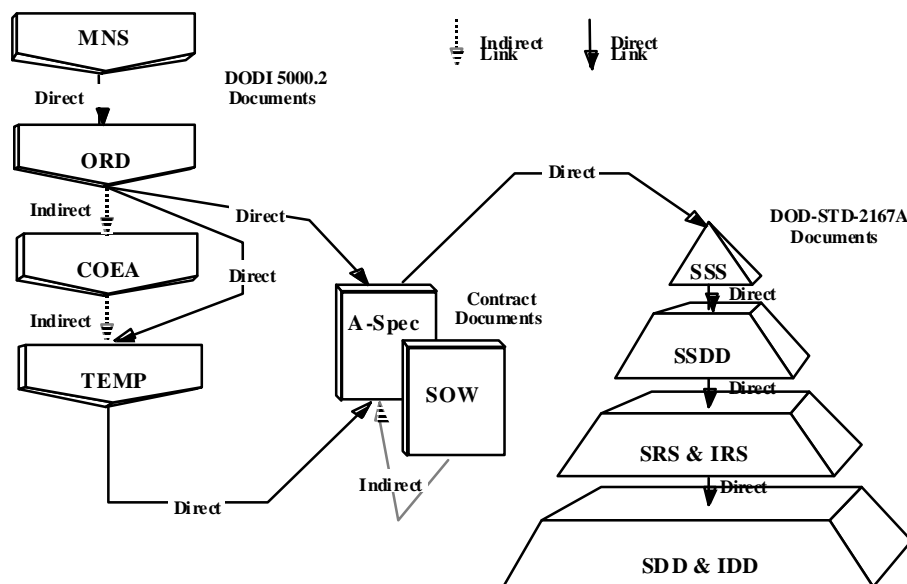 MNS
Indirect
Link
Direct
Link
DODI 5000.2
Documents
Direct
ORD
Indirect
Direct
Direct
DOD-STD-2167A
Documents
COEA
Direct
SSS
Direct
Indirect
Contract
Documents
A-Spec
SSDD
TEMP
SOW
Direct
SRS & IRS
Indirect
Direct
Direct
SDD & IDD